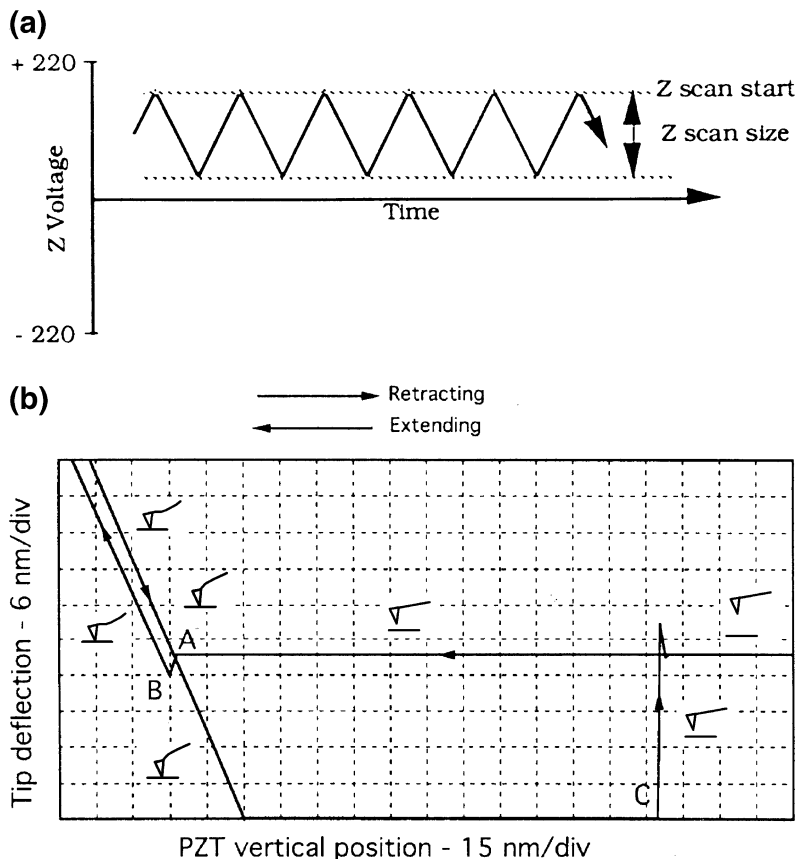 (a)
+ 220
Z scan start
Z scan size
Z Voltage
Time
- 220
(b)
Retracting
Extending
Tip deflection - 6 nm/div
A
B
C
PZT vertical position - 15 nm/div